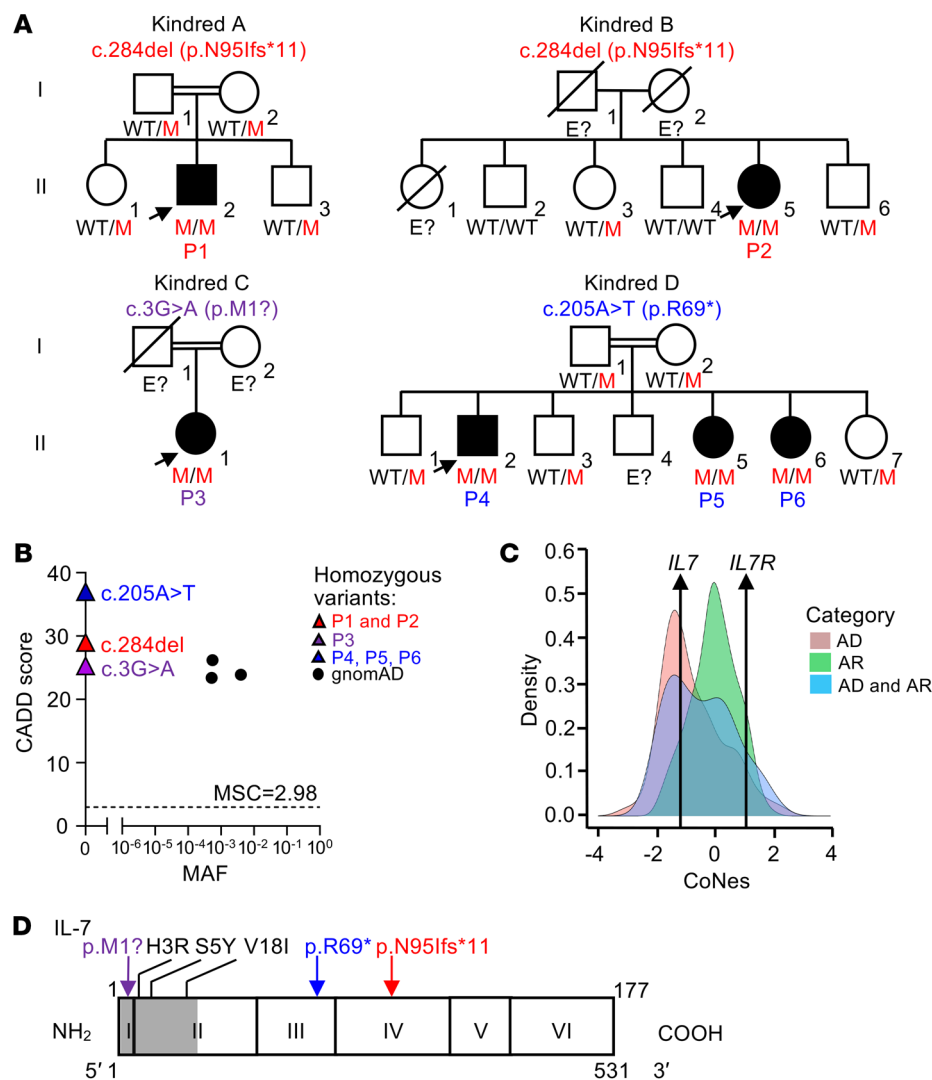 A
Kindred A
c.284del (p.N95Ifs*11)
Kindred B
c.284del (p.N95Ifs*11)
I
1
2
WT/M
WT/M
1
2
E?
E?
II
1
2
3
WT/M
M/M
WT/M
P1
1
2
3
4
5
6
E?
WT/WT
WT/M
WT/WT
M/M
WT/M
P2
Kindred C
c.3G>A (p.M1?)
Kindred D
c.205A>T (p.R69*)
I
1
2
E?
E?
1
2
WT/M
WT/M
II
1
M/M
P3
1
2
3
4
5
6
7
WT/M
M/M
WT/M
E?
M/M
M/M
WT/M
P4
P5
P6
B
CADD score
40
30
20
10
0
c.205A>T
c.284del
c.3G>A
MSC=2.98
0
10-6
10-5
10-4
10-3
10-2
10-1
100
MAF
Homozygous
variants:
P1 and P2
P3
P4, P5, P6
gnomAD
C
Density
0.6
0.5
0.4
0.3
0.2
0.1
0.0
IL7
IL7R
-4
-2
0
2
4
CoNes
Category
AD
AR
AD and AR
D
IL-7
p.M1?
H3R
S5Y
V18I
p.R69*
p.N95Ifs*11
1
177
NH2
I
II
III
IV
V
VI
COOH
5′ 1
531
3′